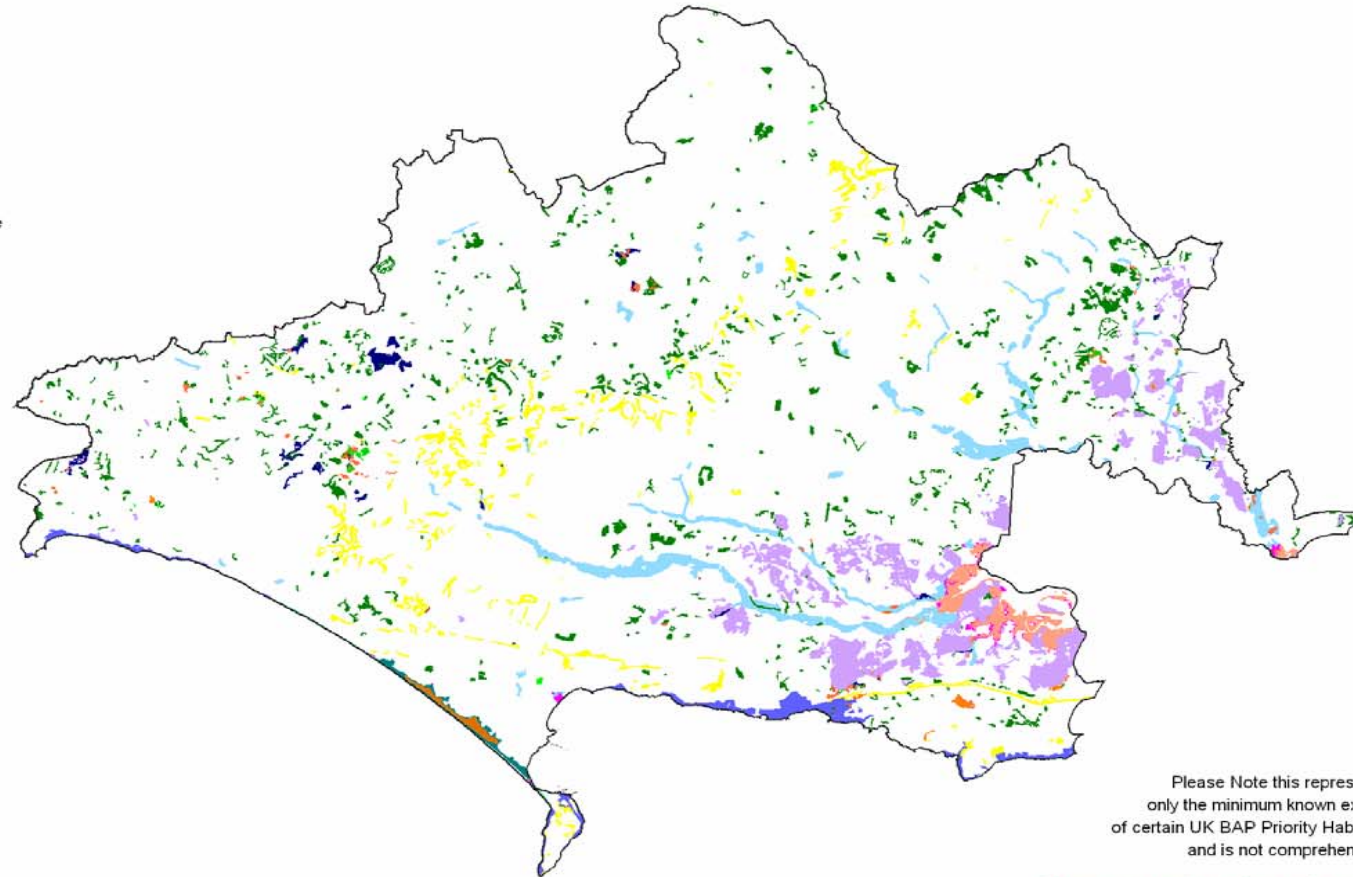 Please Note this repres
only the minimum known ex
of certain UK BAP Priority Hab
and is not comprehen